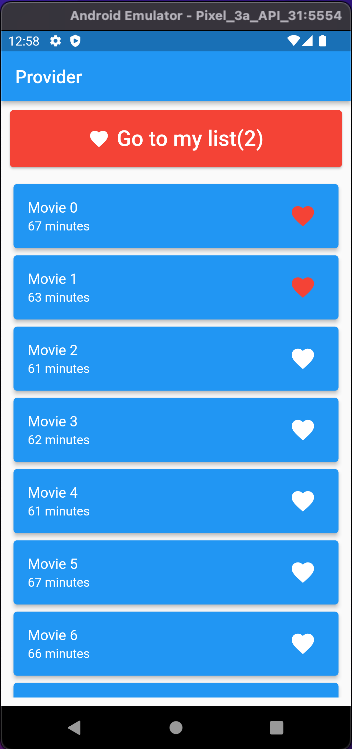 Android Emulator - Pixel_3a_API_31:5554
12:58
Provider
Go to my list(2)
Movie 0
67 minutes
Movie 1
63 minutes
Movie 2
61 minutes
Movie 3
62 minutes
Movie 4
61 minutes
Movie 5
67 minutes
Movie 6
66 minutes